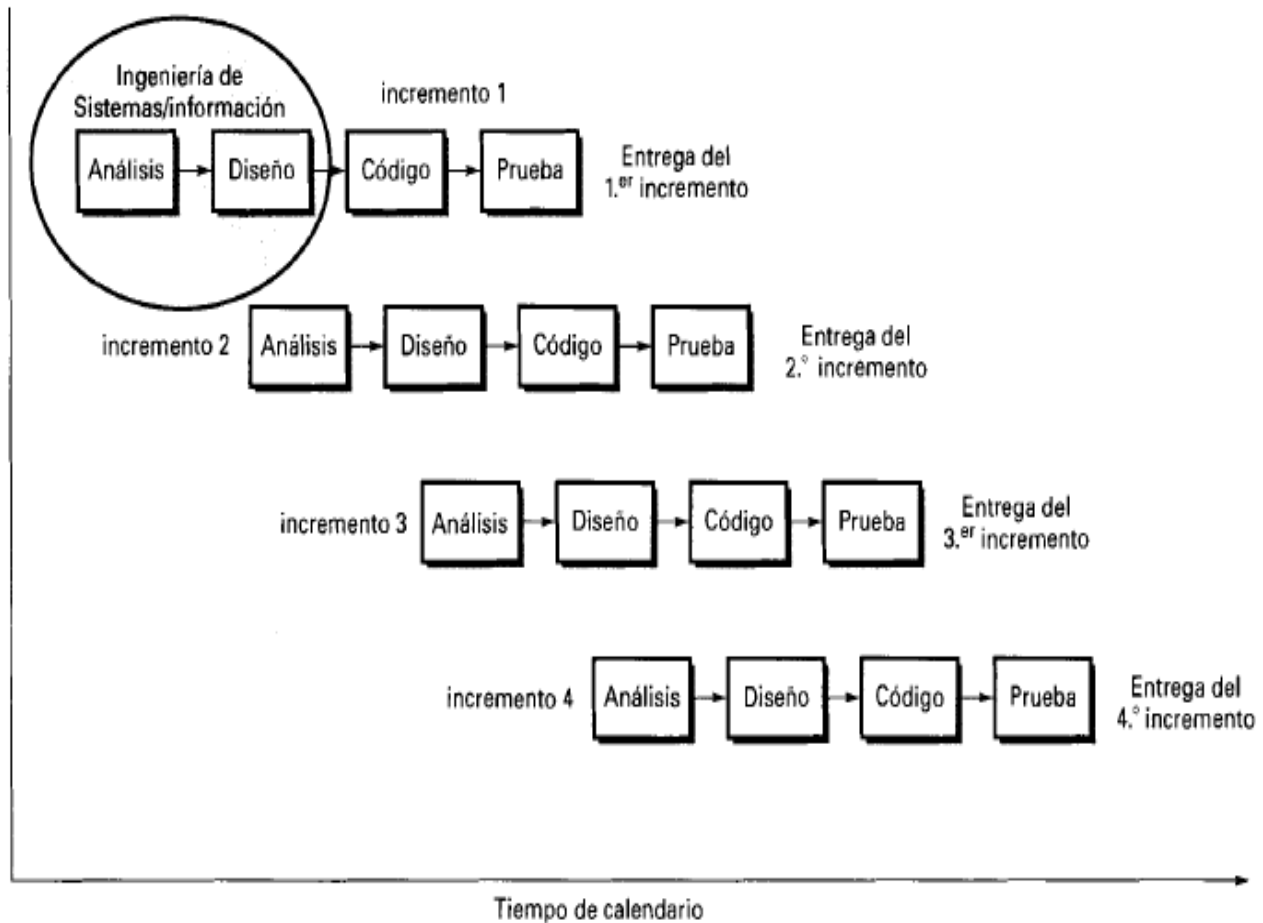 Ingeniería de
Sistemas/información
incremento 1
Análisis
Diseño
Código
Prueba
Entrega del
1.er incremento
incremento 2
Análisis
Diseño
Código
Prueba
Entrega del
2.° incremento
incremento 3
Análisis
Diseño
Código
Prueba
Entrega del
3.er incremento
incremento 4
Análisis
Diseño
Código
Prueba
Entrega del
4.° incremento
Tiempo de calendario